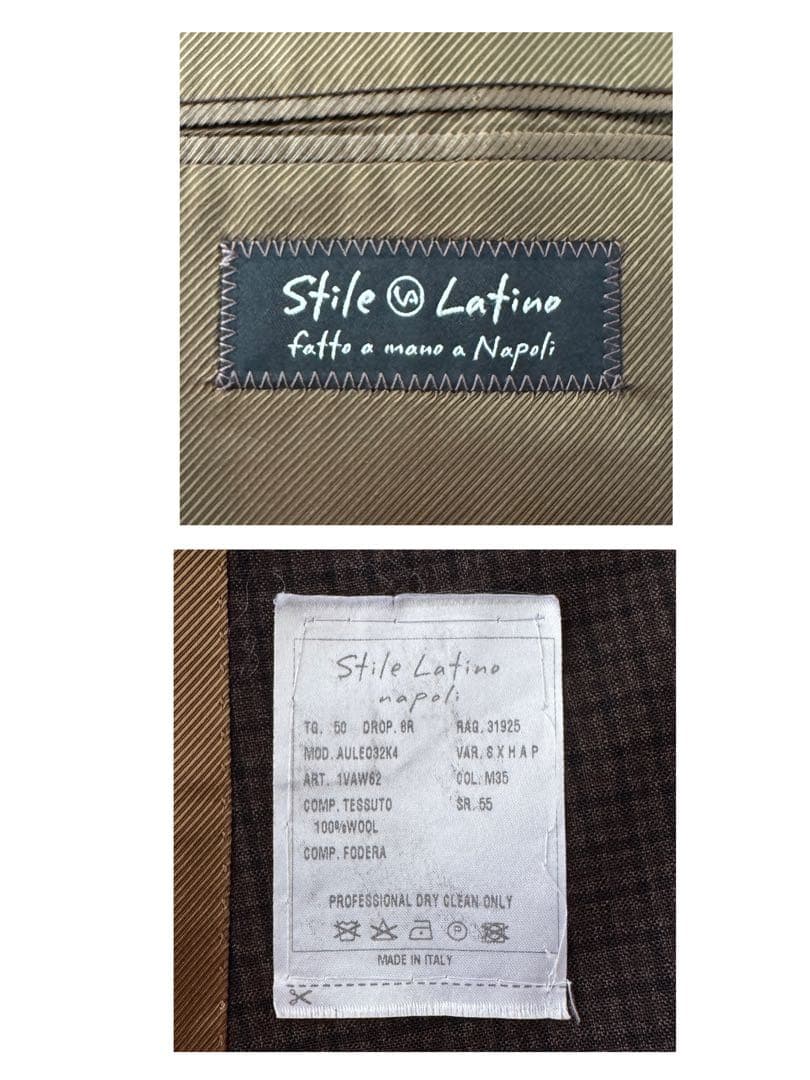 Stile VA Latino
fatto a mano a Napoli
Stile Latino
napoli
TG. 50 DROP. 8R RAG. 31925
MOD. AULEO32K4 VAR. S X H A P
ART. 1VAW62 COL. M35
COMP. TESSUTO SR. 55
100%WOOL
COMP. FODERA
PROFESSIONAL DRY CLEAN ONLY
P
MADE IN ITALY